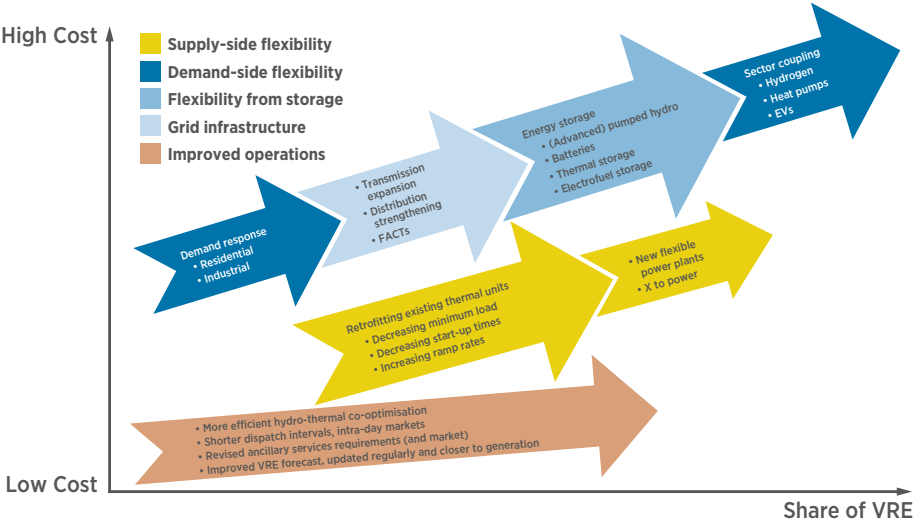 High Cost
Supply-side flexibility
Demand-side flexibility
Flexibility from storage
Grid infrastructure
Improved operations
Sector coupling
• Hydrogen
• Heat pumps
• EVs
Energy storage
• (Advanced) pumped hydro
• Batteries
• Thermal storage
• Electrofuel storage
• Transmission
expansion
• Distribution
strengthening
• FACTs
Demand response
• Residential
• Industrial
• New flexible
power plants
• X to power
Retrofitting existing thermal units
• Decreasing minimum load
• Decreasing start-up times
• Increasing ramp rates
• More efficient hydro-thermal co-optimisation
• Shorter dispatch intervals, intra-day markets
• Revised ancillary services requirements (and market)
• Improved VRE forecast, updated regularly and closer to generation
Low Cost
Share of VRE